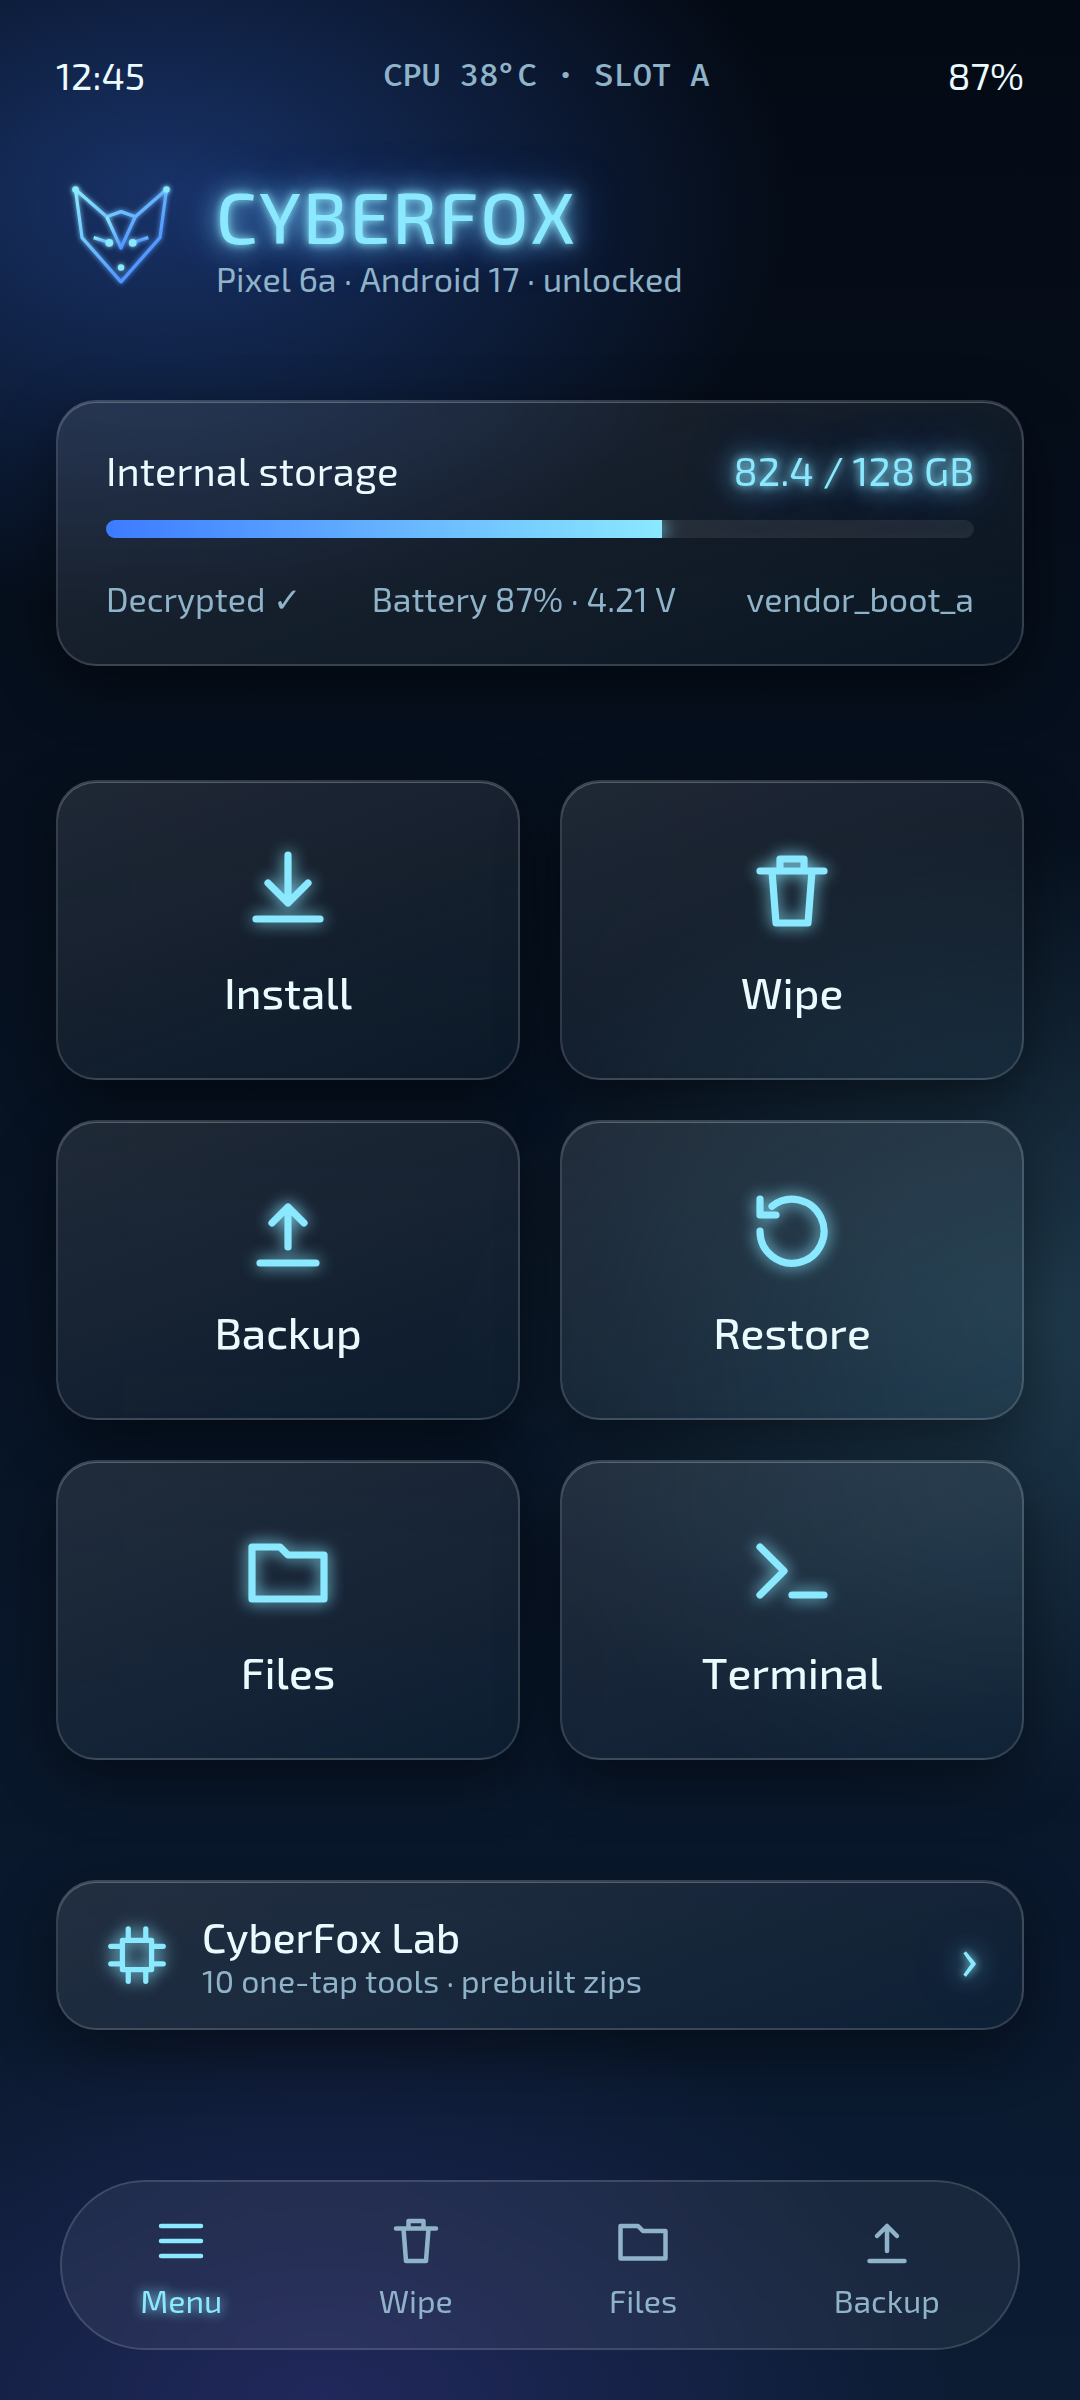 12:45 CPU 38°C · SLOT A 87%
CYBERFOX
Pixel 6a · Android 17 · unlocked
Internal storage 82.4 / 128 GB
Decrypted ✓ Battery 87% · 4.21 V vendor_boot_a
Install Wipe
Backup Restore
Files Terminal
CyberFox Lab
10 one-tap tools · prebuilt zips
Menu Wipe Files Backup